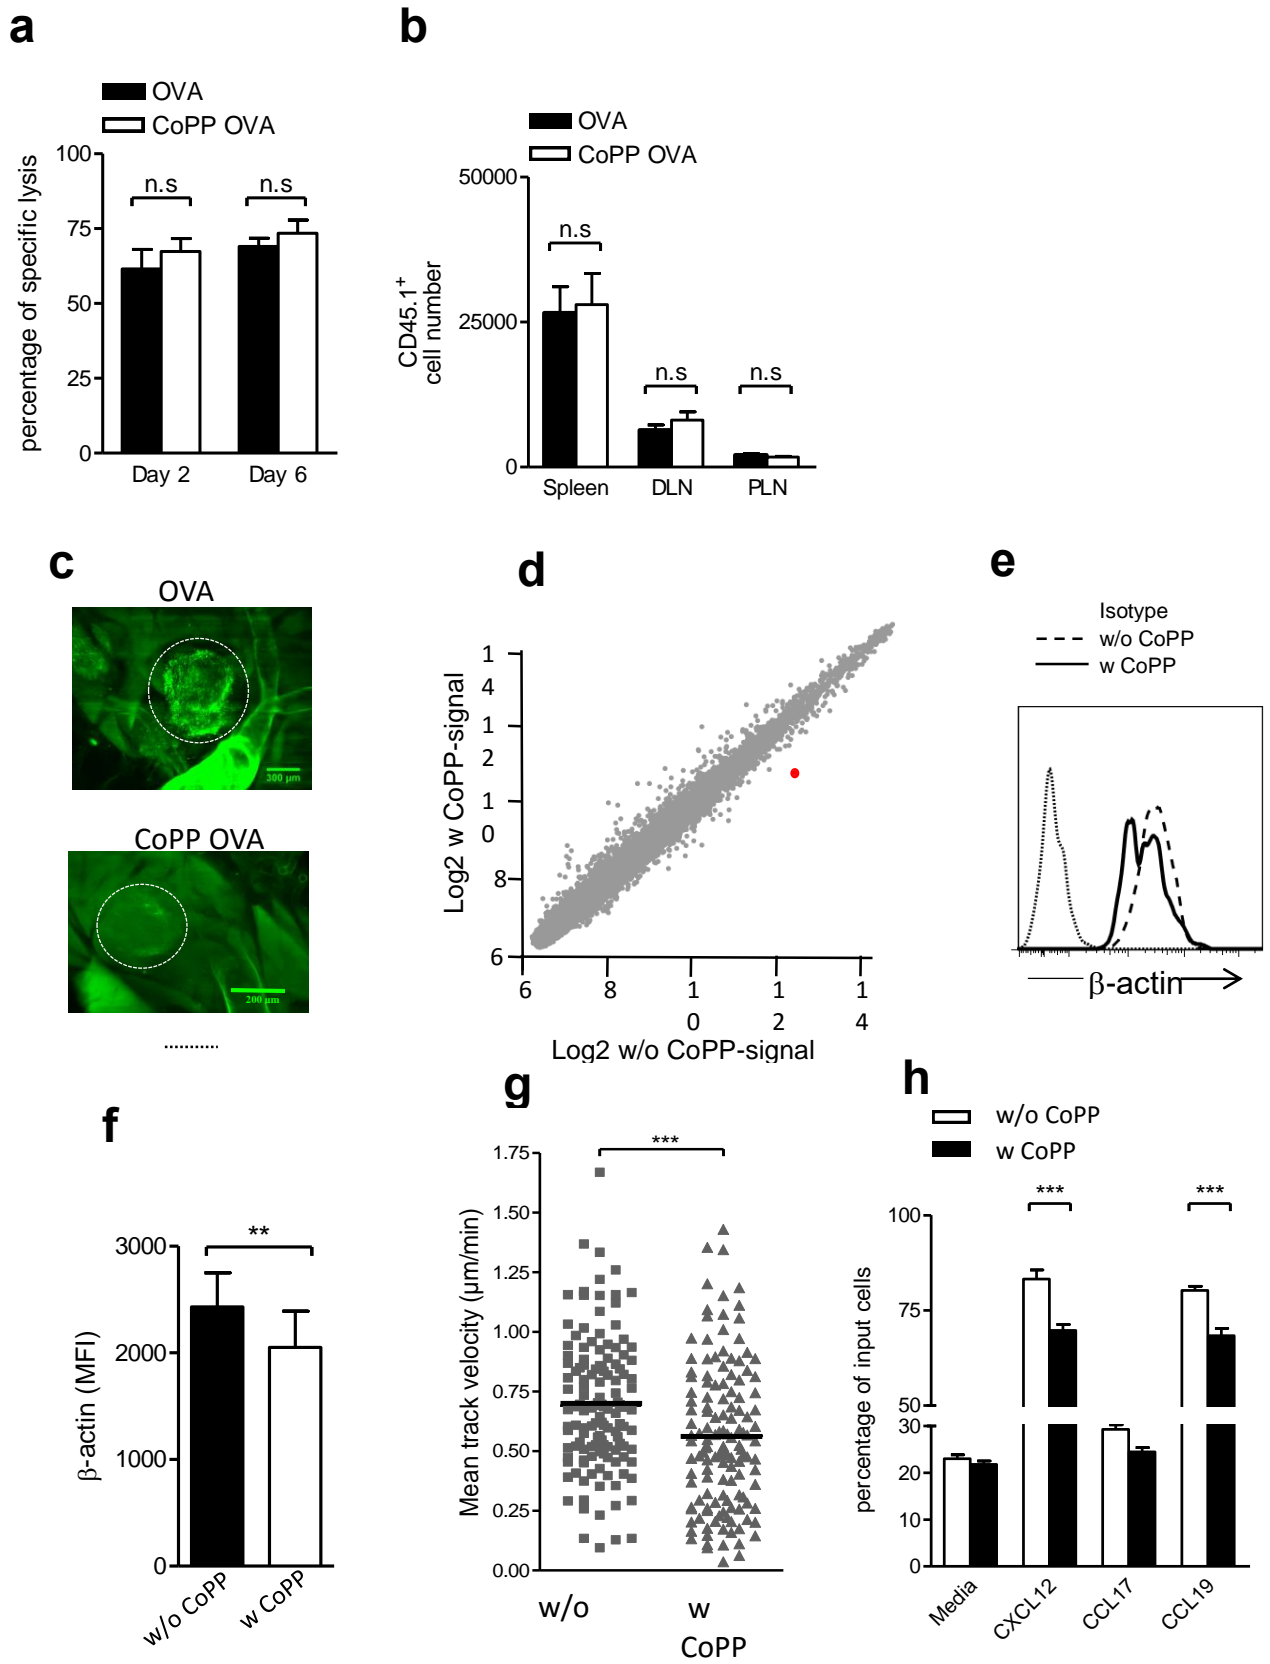 a
OVA
CoPP OVA
percentage of specific lysis
100
75
50
25
0
n.s
n.s
Day 2
Day 6
b
OVA
CoPP OVA
CD45.1+
cell number
50000
25000
0
n.s
n.s
n.s
Spleen
DLN
PLN
c
OVA
300 µm
CoPP OVA
200 µm
d
Log2 w CoPP-signal
1
4
1
2
1
0
8
6
6
8
1
0
1
2
1
4
Log2 w/o CoPP-signal
e
Isotype
w/o CoPP
w CoPP
β-actin
f
β-actin (MFI)
3000
2000
1000
0
**
w/o CoPP
w CoPP
g
Mean track velocity (µm/min)
1.75
1.50
1.25
1.00
0.75
0.50
0.25
0.00
***
w/o
w
CoPP
h
w/o CoPP
w CoPP
percentage of input cells
100
75
50
30
20
10
0
***
***
Media
CXCL12
CCL17
CCL19